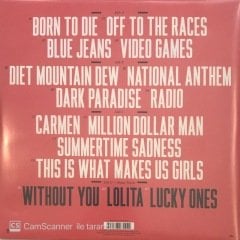 BORN TO DIE OFF TO THE RACES
BLUE JEANS VIDEO GAMES
DIET MOUNTAIN DEW NATIONAL ANTHEM
DARK PARADISE RADIO
CARMEN MILLION DOLLAR MAN
SUMMERTIME SADNESS
THIS IS WHAT MAKES US GIRLS
WITHOUT YOU LOLITA LUCKY ONES
CS CamScanner ile tarandı